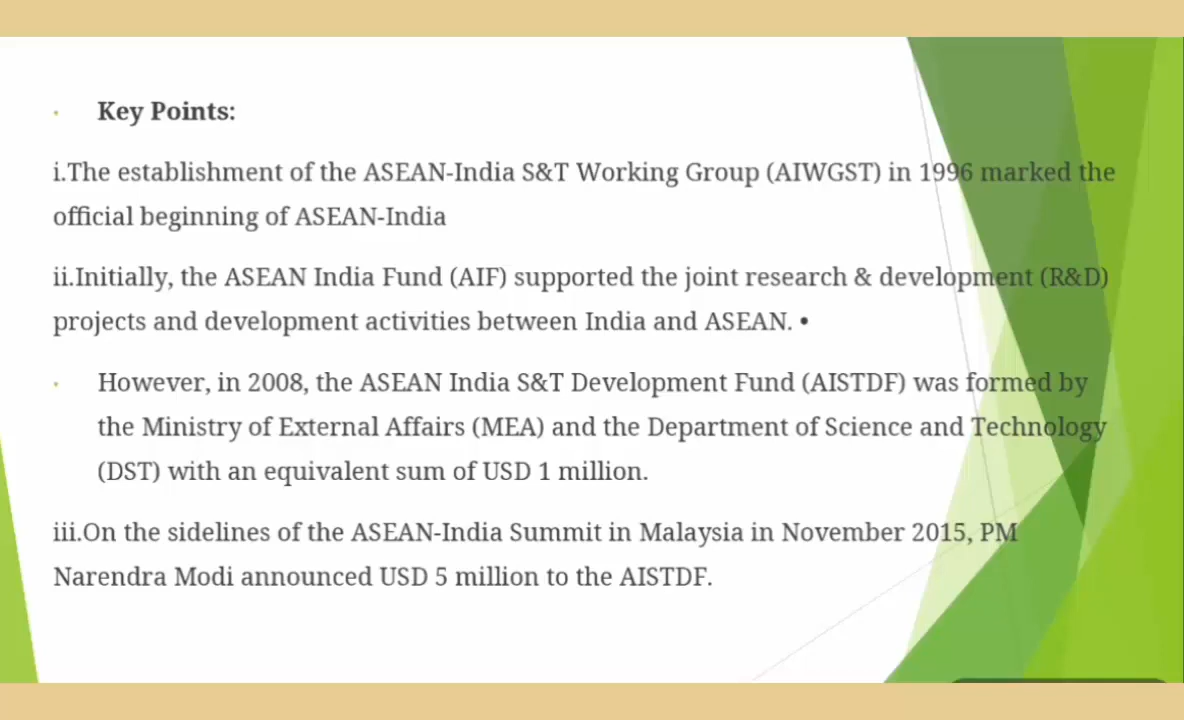 • Key Points:
i.The establishment of the ASEAN-India S&T Working Group (AIWGST) in 1996 marked the
official beginning of ASEAN-India
ii.Initially, the ASEAN India Fund (AIF) supported the joint research & development (R&D)
projects and development activities between India and ASEAN. •
• However, in 2008, the ASEAN India S&T Development Fund (AISTDF) was formed by
the Ministry of External Affairs (MEA) and the Department of Science and Technology
(DST) with an equivalent sum of USD 1 million.
iii.On the sidelines of the ASEAN-India Summit in Malaysia in November 2015, PM
Narendra Modi announced USD 5 million to the AISTDF.